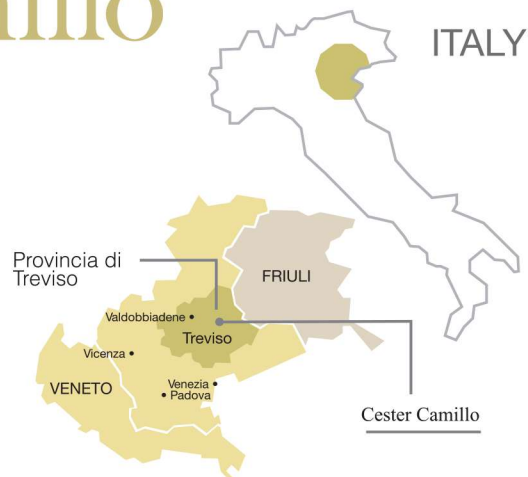 ITALY
Provincia di
Treviso
FRIULI
Valdobbiadene
Treviso
Vicenza
VENETO
Venezia
Padova
Cester Camillo